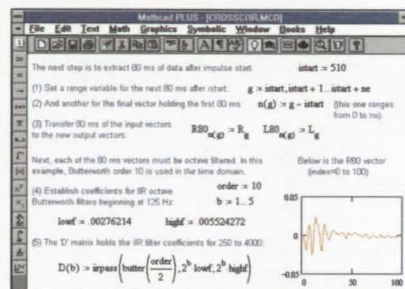 Mathcad PLUS - [CROSSCOR.MCD]
File Edit Text Math Graphics Symbolic Window Books Help
The next step is to extract 80 ms of data after impulse start. istart := 510
(1) Set a range variable for the next 80 ms after istart: g := istart, istart + 1 .. istart + ne
(2) And another for the final vector holding the first 80 ms: n(g) := g - istart (this one ranges from 0 to ne).
(3) Transfer 80 ms of the input vectors
to the new output vectors: R80 n(g) := R g L80 n(g) := L g
Next, each of the 80 ms vectors must be octave filtered. In this
example, Butterworth order 10 is used in the time domain.
Below is the R80 vector
(index=0 to 100)
(4) Establish coefficients for IIR octave
Butterworth filters beginning at 125 Hz:
order := 10
b := 1 .. 5
lowf := .00276214 highf := .005524272
(5) The 'D' matrix holds the IIR filter coefficients for 250 to 4000:
D(b) := iirpass(butter(order/2), 2^b·lowf, 2^b·highf)
0.05
0
-0.05
0 50 100